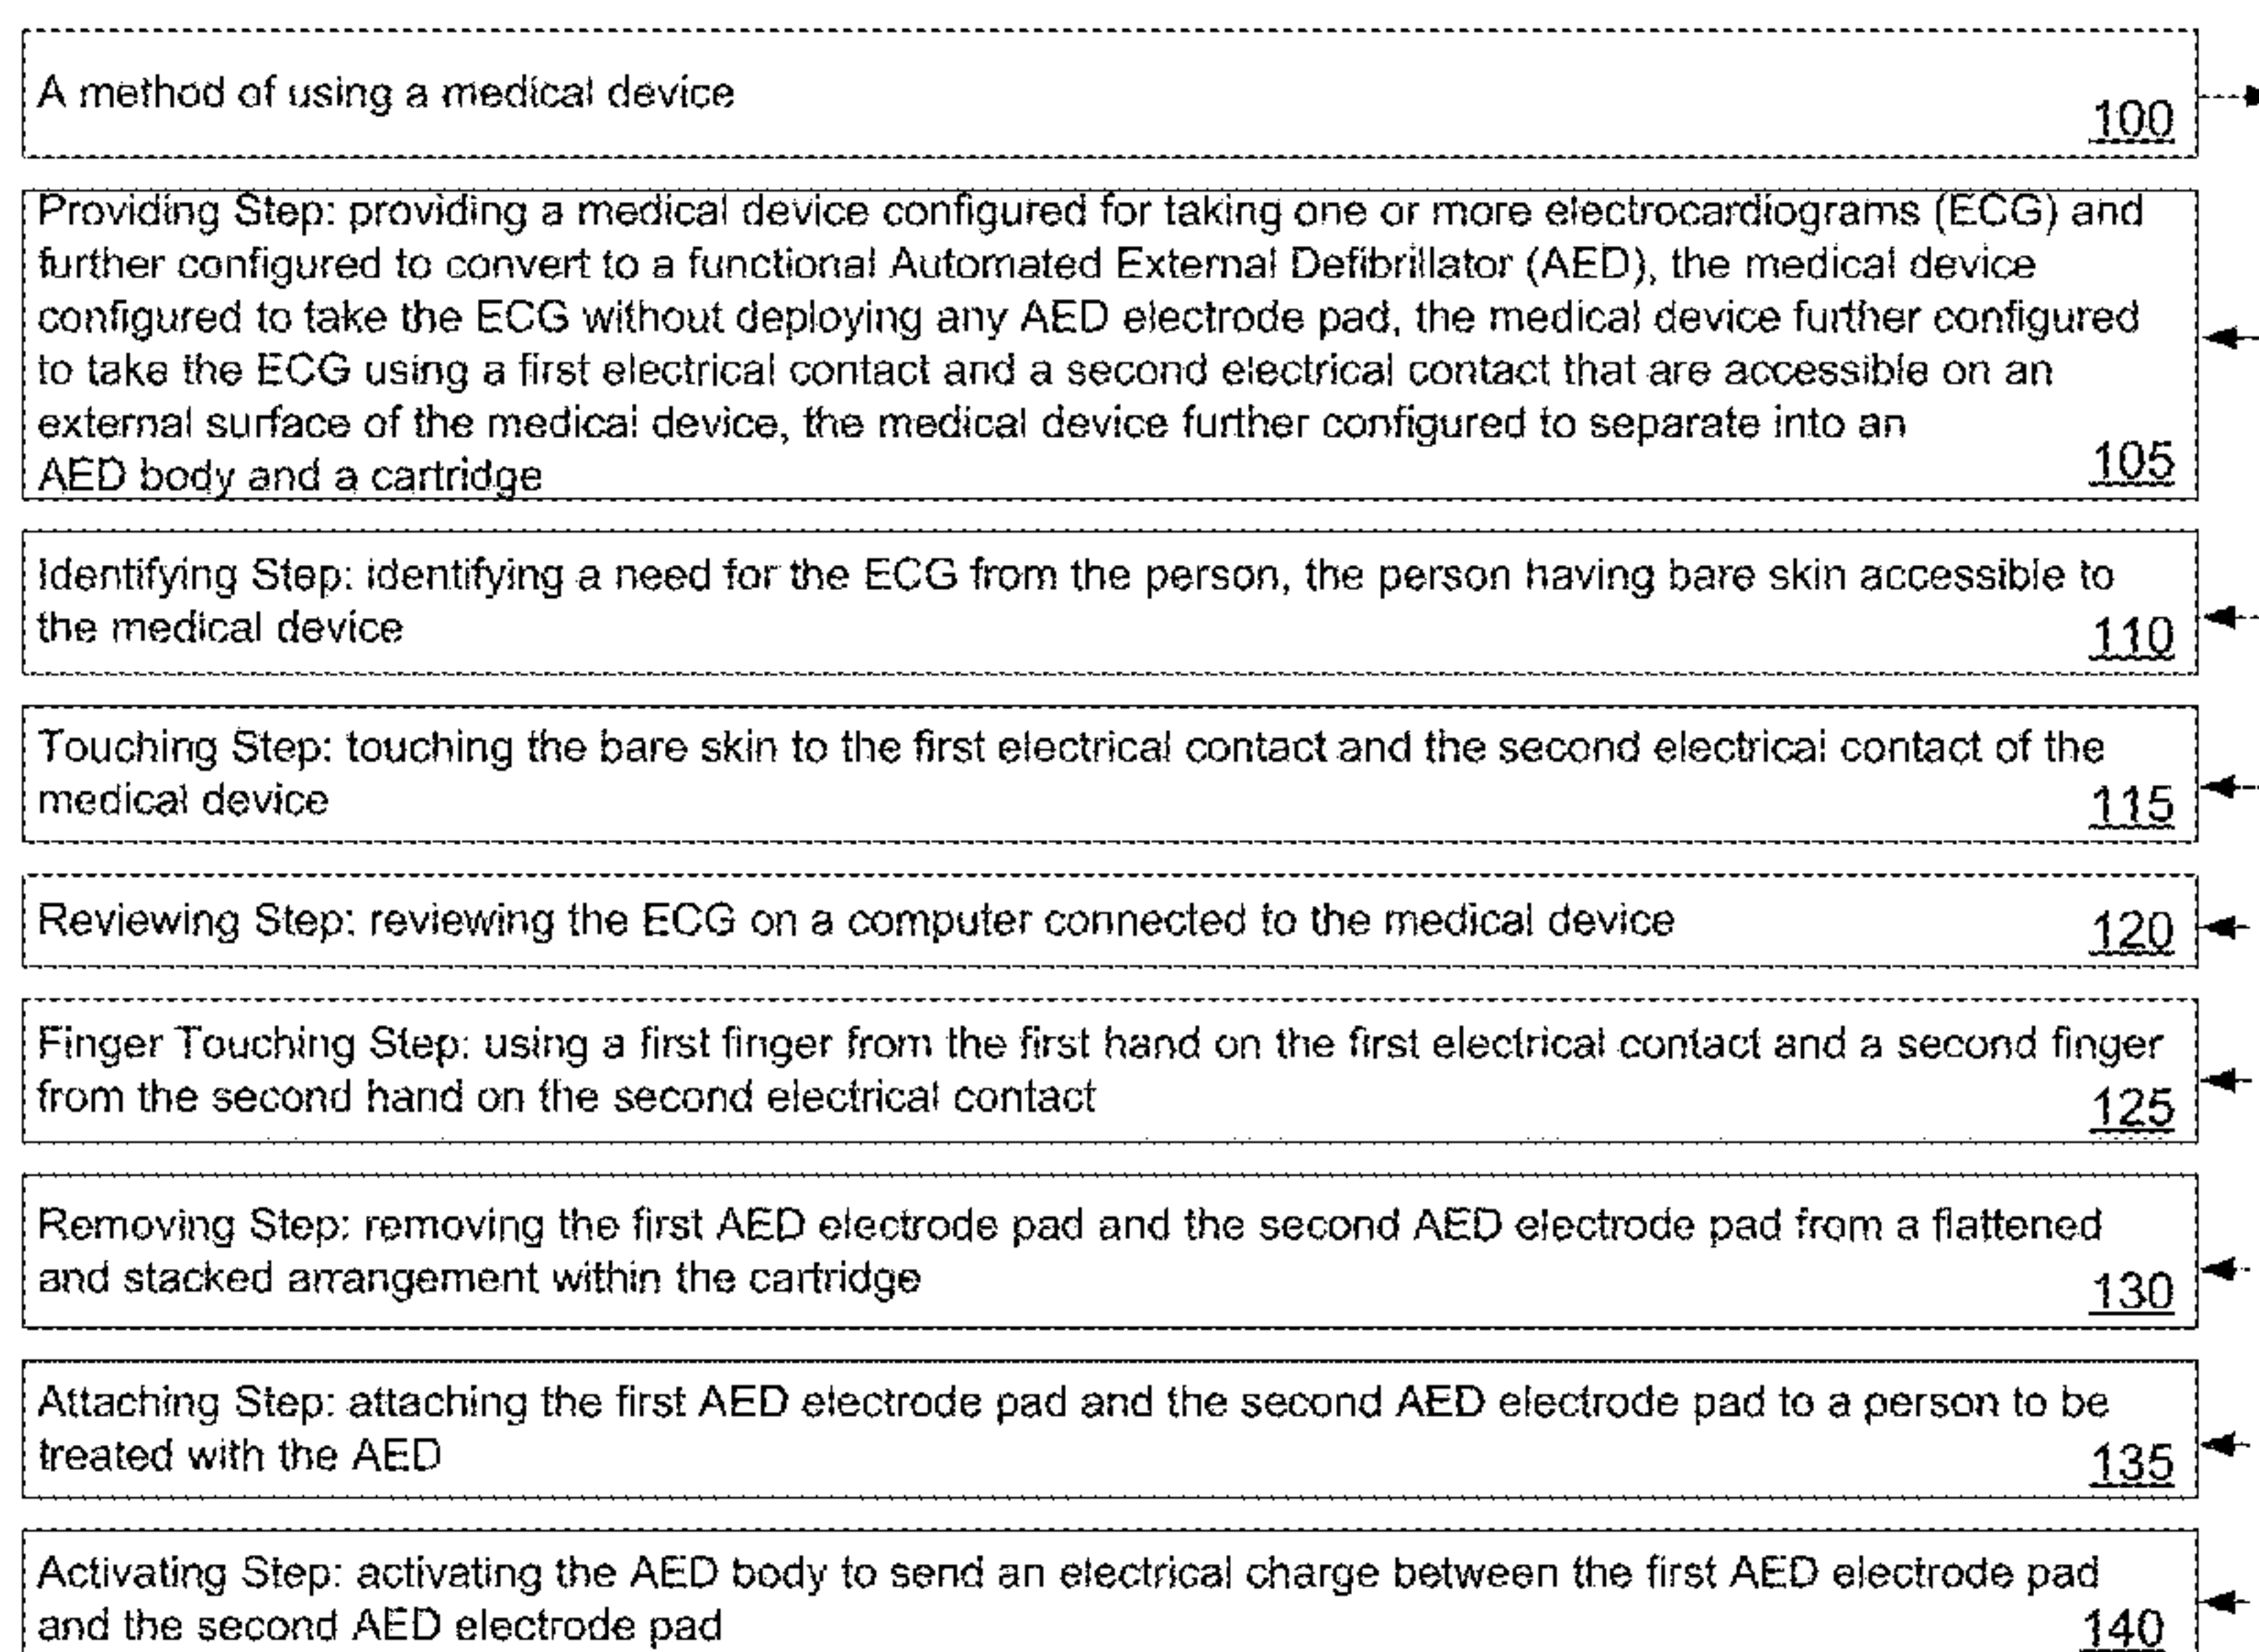 A method of using a medical device
100
Providing Step: providing a medical device configured for taking one or more electrocardiograms (ECG) and
further configured to convert to a functional Automated External Defibrillator (AED), the medical device
configured to take the ECG without deploying any AED electrode pad, the medical device further configured
to take the ECG using a first electrical contact and a second electrical contact that are accessible on an
external surface of the medical device, the medical device further configured to separate into an
AED body and a cartridge
105
Identifying Step: identifying a need for the ECG from the person, the person having bare skin accessible to
the medical device
110
Touching Step: touching the bare skin to the first electrical contact and the second electrical contact of the
medical device
115
Reviewing Step: reviewing the ECG on a computer connected to the medical device
120
Finger Touching Step: using a first finger from the first hand on the first electrical contact and a second finger
from the second hand on the second electrical contact
125
Removing Step: removing the first AED electrode pad and the second AED electrode pad from a flattened
and stacked arrangement within the cartridge
130
Attaching Step: attaching the first AED electrode pad and the second AED electrode pad to a person to be
treated with the AED
135
Activating Step: activating the AED body to send an electrical charge between the first AED electrode pad
and the second AED electrode pad
140